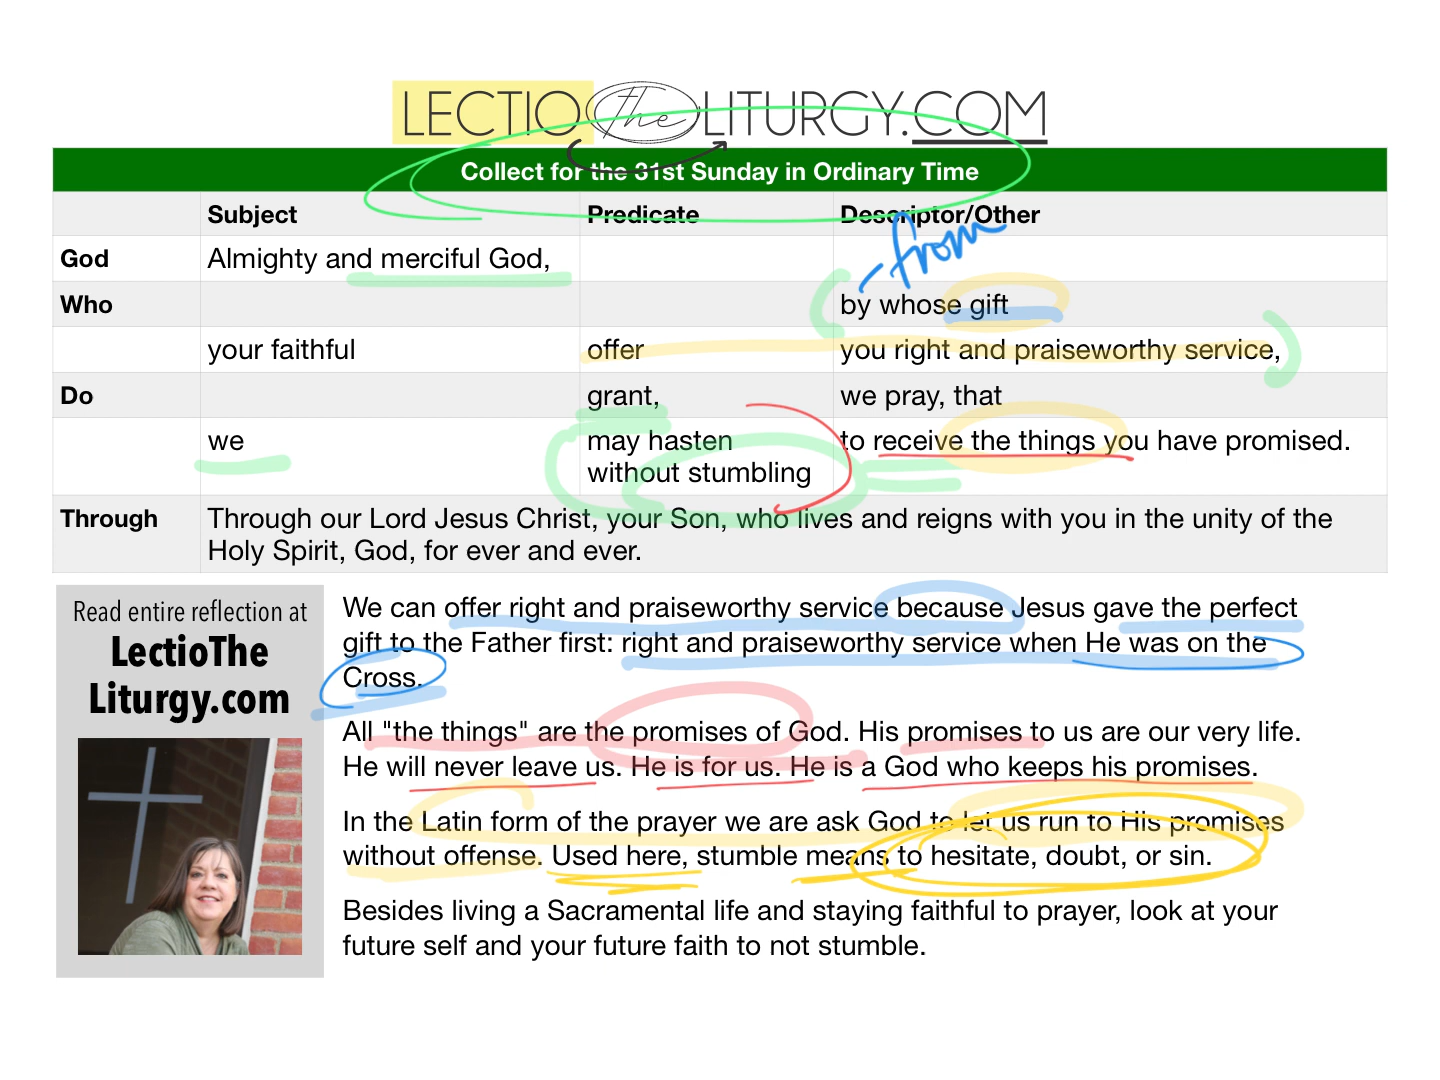 LECTIO the LITURGY.COM
Collect for the 31st Sunday in Ordinary Time
Subject Predicate Descriptor/Other
-from
God Almighty and merciful God,
Who by whose gift
your faithful offer you right and praiseworthy service,
Do grant, we pray, that
we may hasten to receive the things you have promised.
without stumbling
Through Through our Lord Jesus Christ, your Son, who lives and reigns with you in the unity of the
Holy Spirit, God, for ever and ever.
Read entire reflection at
LectioThe
Liturgy.com
We can offer right and praiseworthy service because Jesus gave the perfect
gift to the Father first: right and praiseworthy service when He was on the
Cross.
All "the things" are the promises of God. His promises to us are our very life.
He will never leave us. He is for us. He is a God who keeps his promises.
In the Latin form of the prayer we are ask God to let us run to His promises
without offense. Used here, stumble means to hesitate, doubt, or sin.
Besides living a Sacramental life and staying faithful to prayer, look at your
future self and your future faith to not stumble.